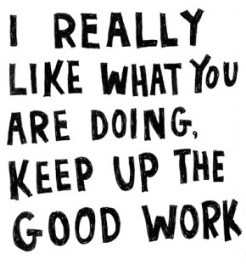 I REALLY
LIKE WHAT YOU
ARE DOING,
KEEP UP THE
GOOD WORK